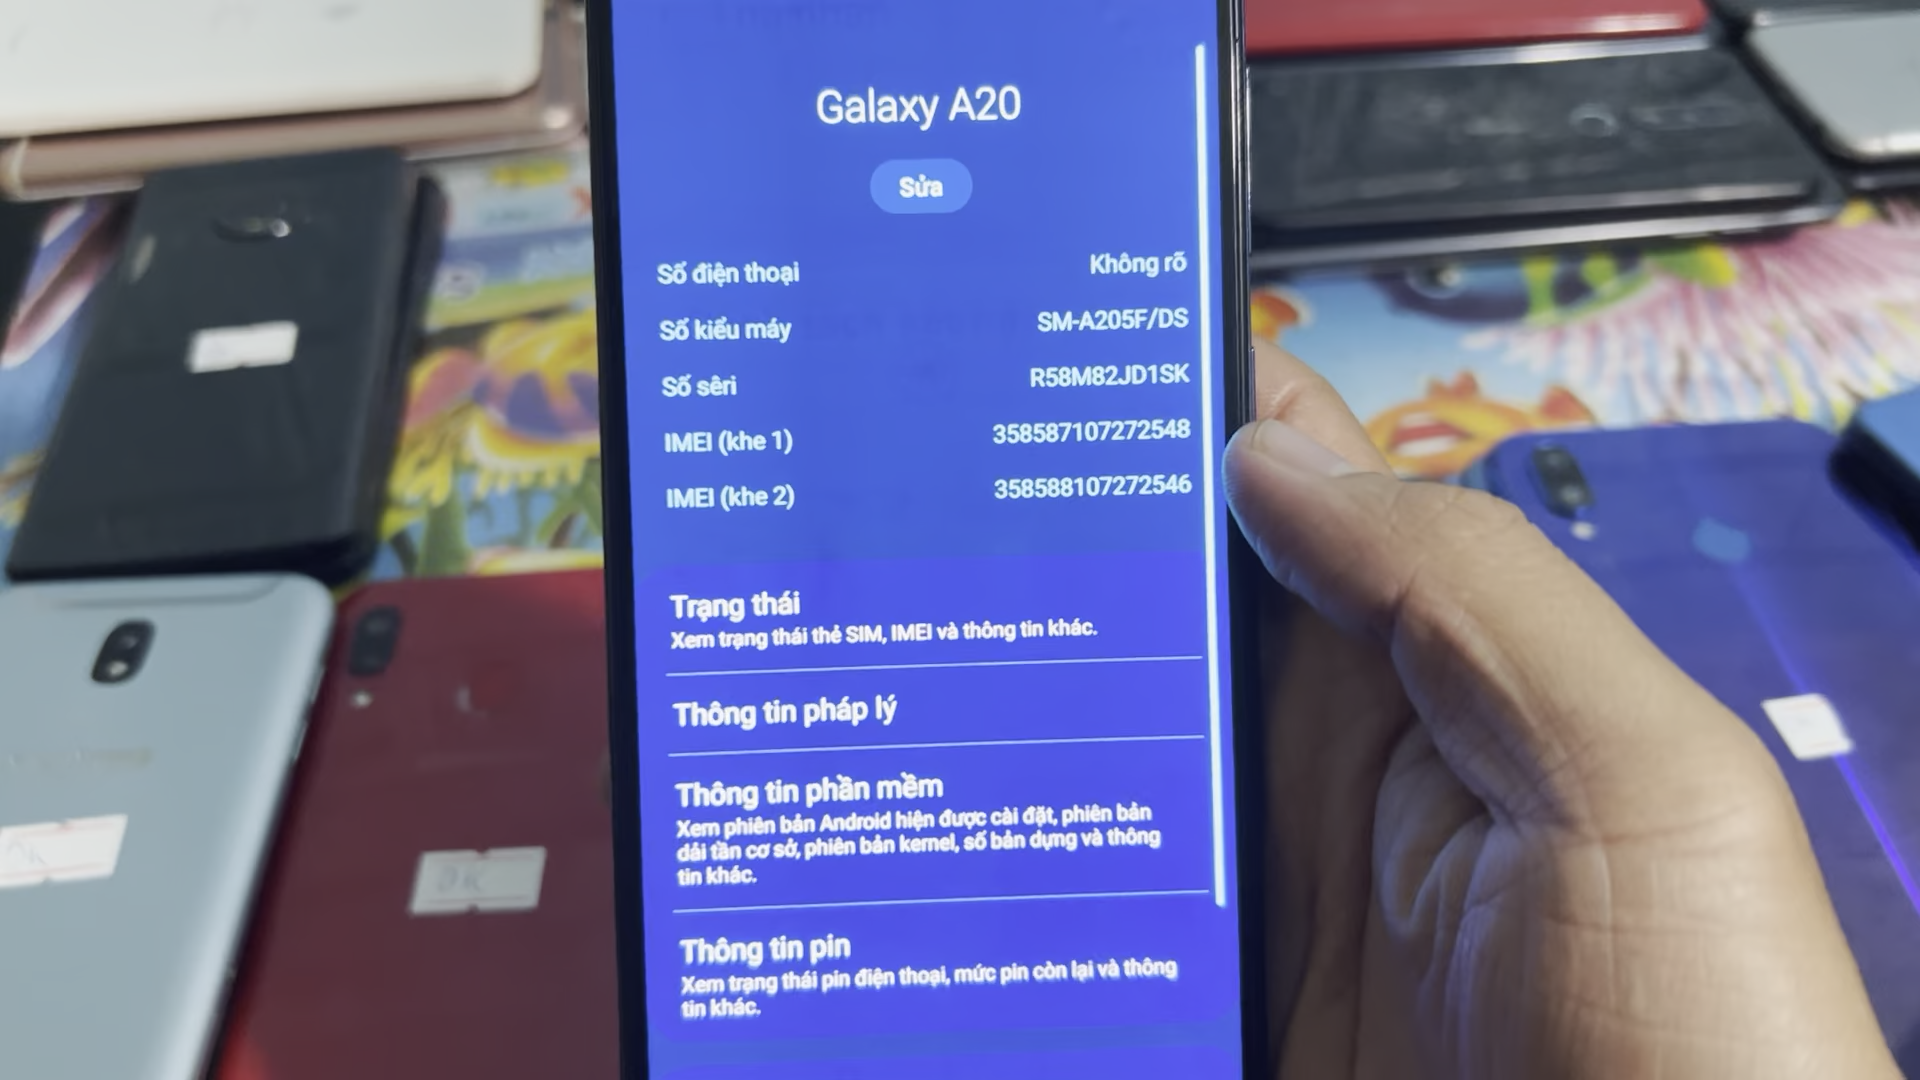 Galaxy A20
Sửa
Số điện thoại Không rõ
Số kiểu máy SM-A205F/DS
Số sêri R58M82JD1SK
IMEI (khe 1) 358587107272548
IMEI (khe 2) 358588107272546
Trạng thái
Xem trạng thái thẻ SIM, IMEI và thông tin khác.
Thông tin pháp lý
Thông tin phần mềm
Xem phiên bản Android hiện được cài đặt, phiên bản
dải tần cơ sở, phiên bản kernel, số bản dựng và thông
tin khác.
Thông tin pin
Xem trạng thái pin điện thoại, mức pin còn lại và thông
tin khác.